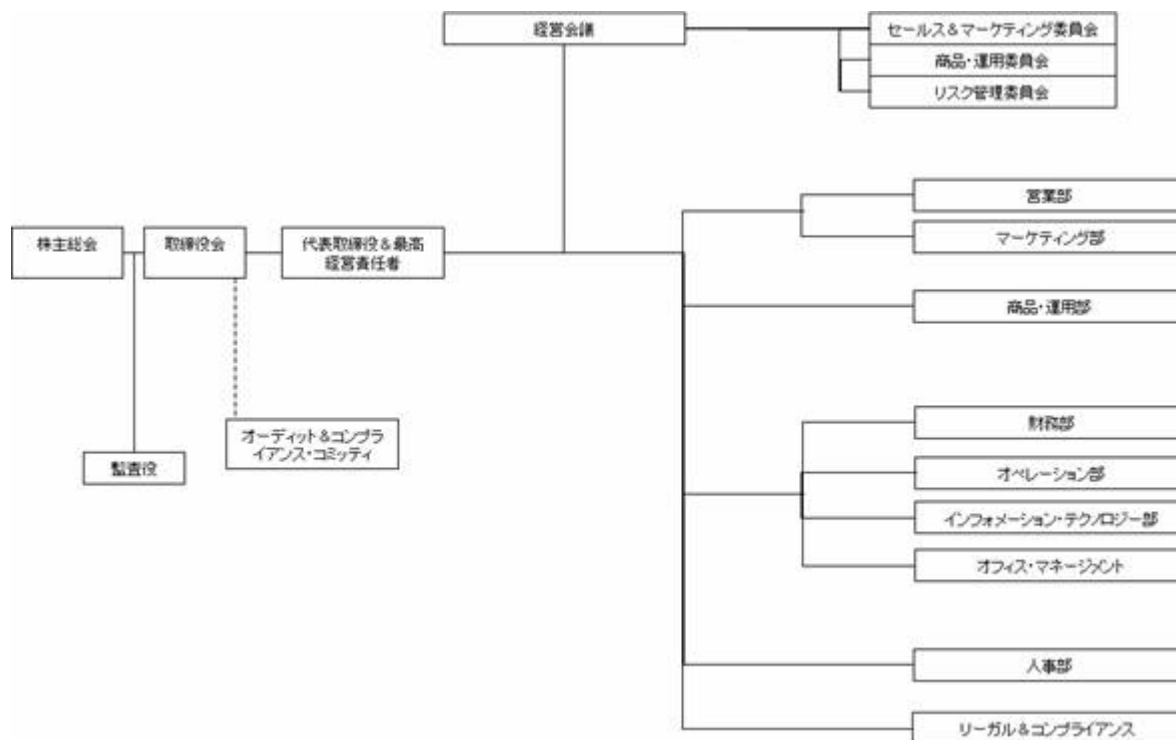 経営会議
セールス&マーケティング委員会
商品・運用委員会
リスク管理委員会
営業部
マーケティング部
株主総会
取締役会
代表取締役&最高
経営責任者
商品・運用部
財務部
オーディット&コンプラ
イアンス・コミッティ
監査役
オペレーション部
インフォメーション・テクノロジー部
オフィス・マネージメント
人事部
リーガル&コンプライアンス